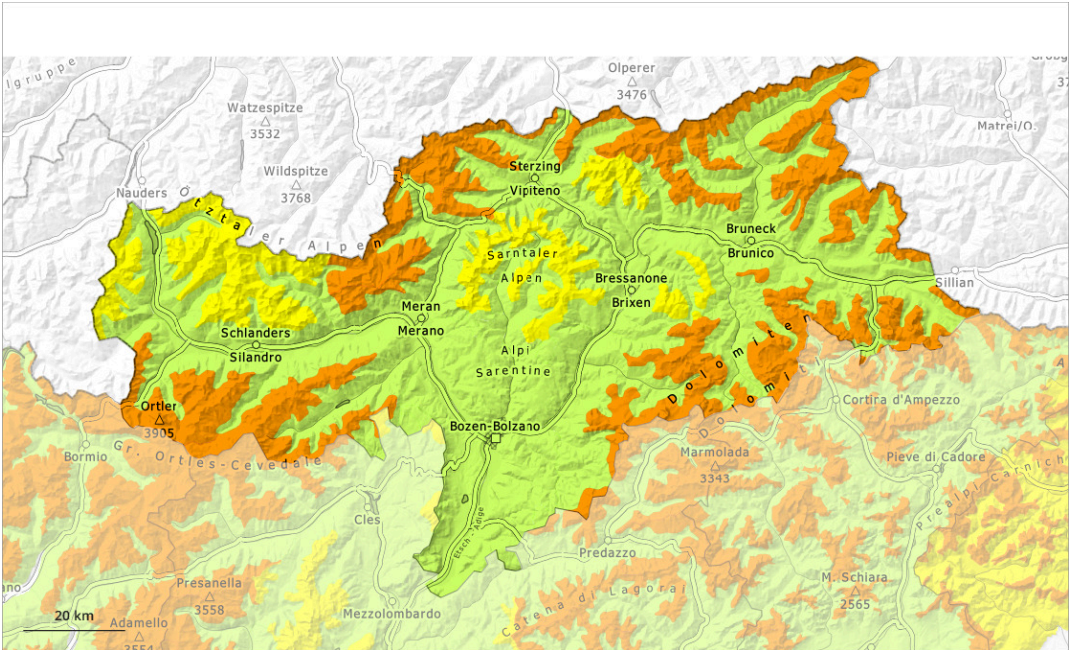 Olperer
3476
Watzespitze
3532
Matrei/O.
Wildspitze
3768
Nauders
Ötztaler Alpen
Sterzing
Vipiteno
Bruneck
Brunico
Sarntaler
Alpen
Bressanone
Brixen
Sillian
Meran
Merano
Schlanders
Silandro
Alpi
Sarentine
Dolomiten
Dolomiti
Ortler
3905
Cortina d'Ampezzo
Bozen-Bolzano
Gr. Ortles-Cevedale
Bormio
Marmolada
3343
Pieve di Cadore
Prealpi Carniche
Cles
Etsch - Adige
Predazzo
Presanella
3558
M. Schiara
2565
Catena di Lagorai
Mezzolombardo
20 km
Adamello
3554